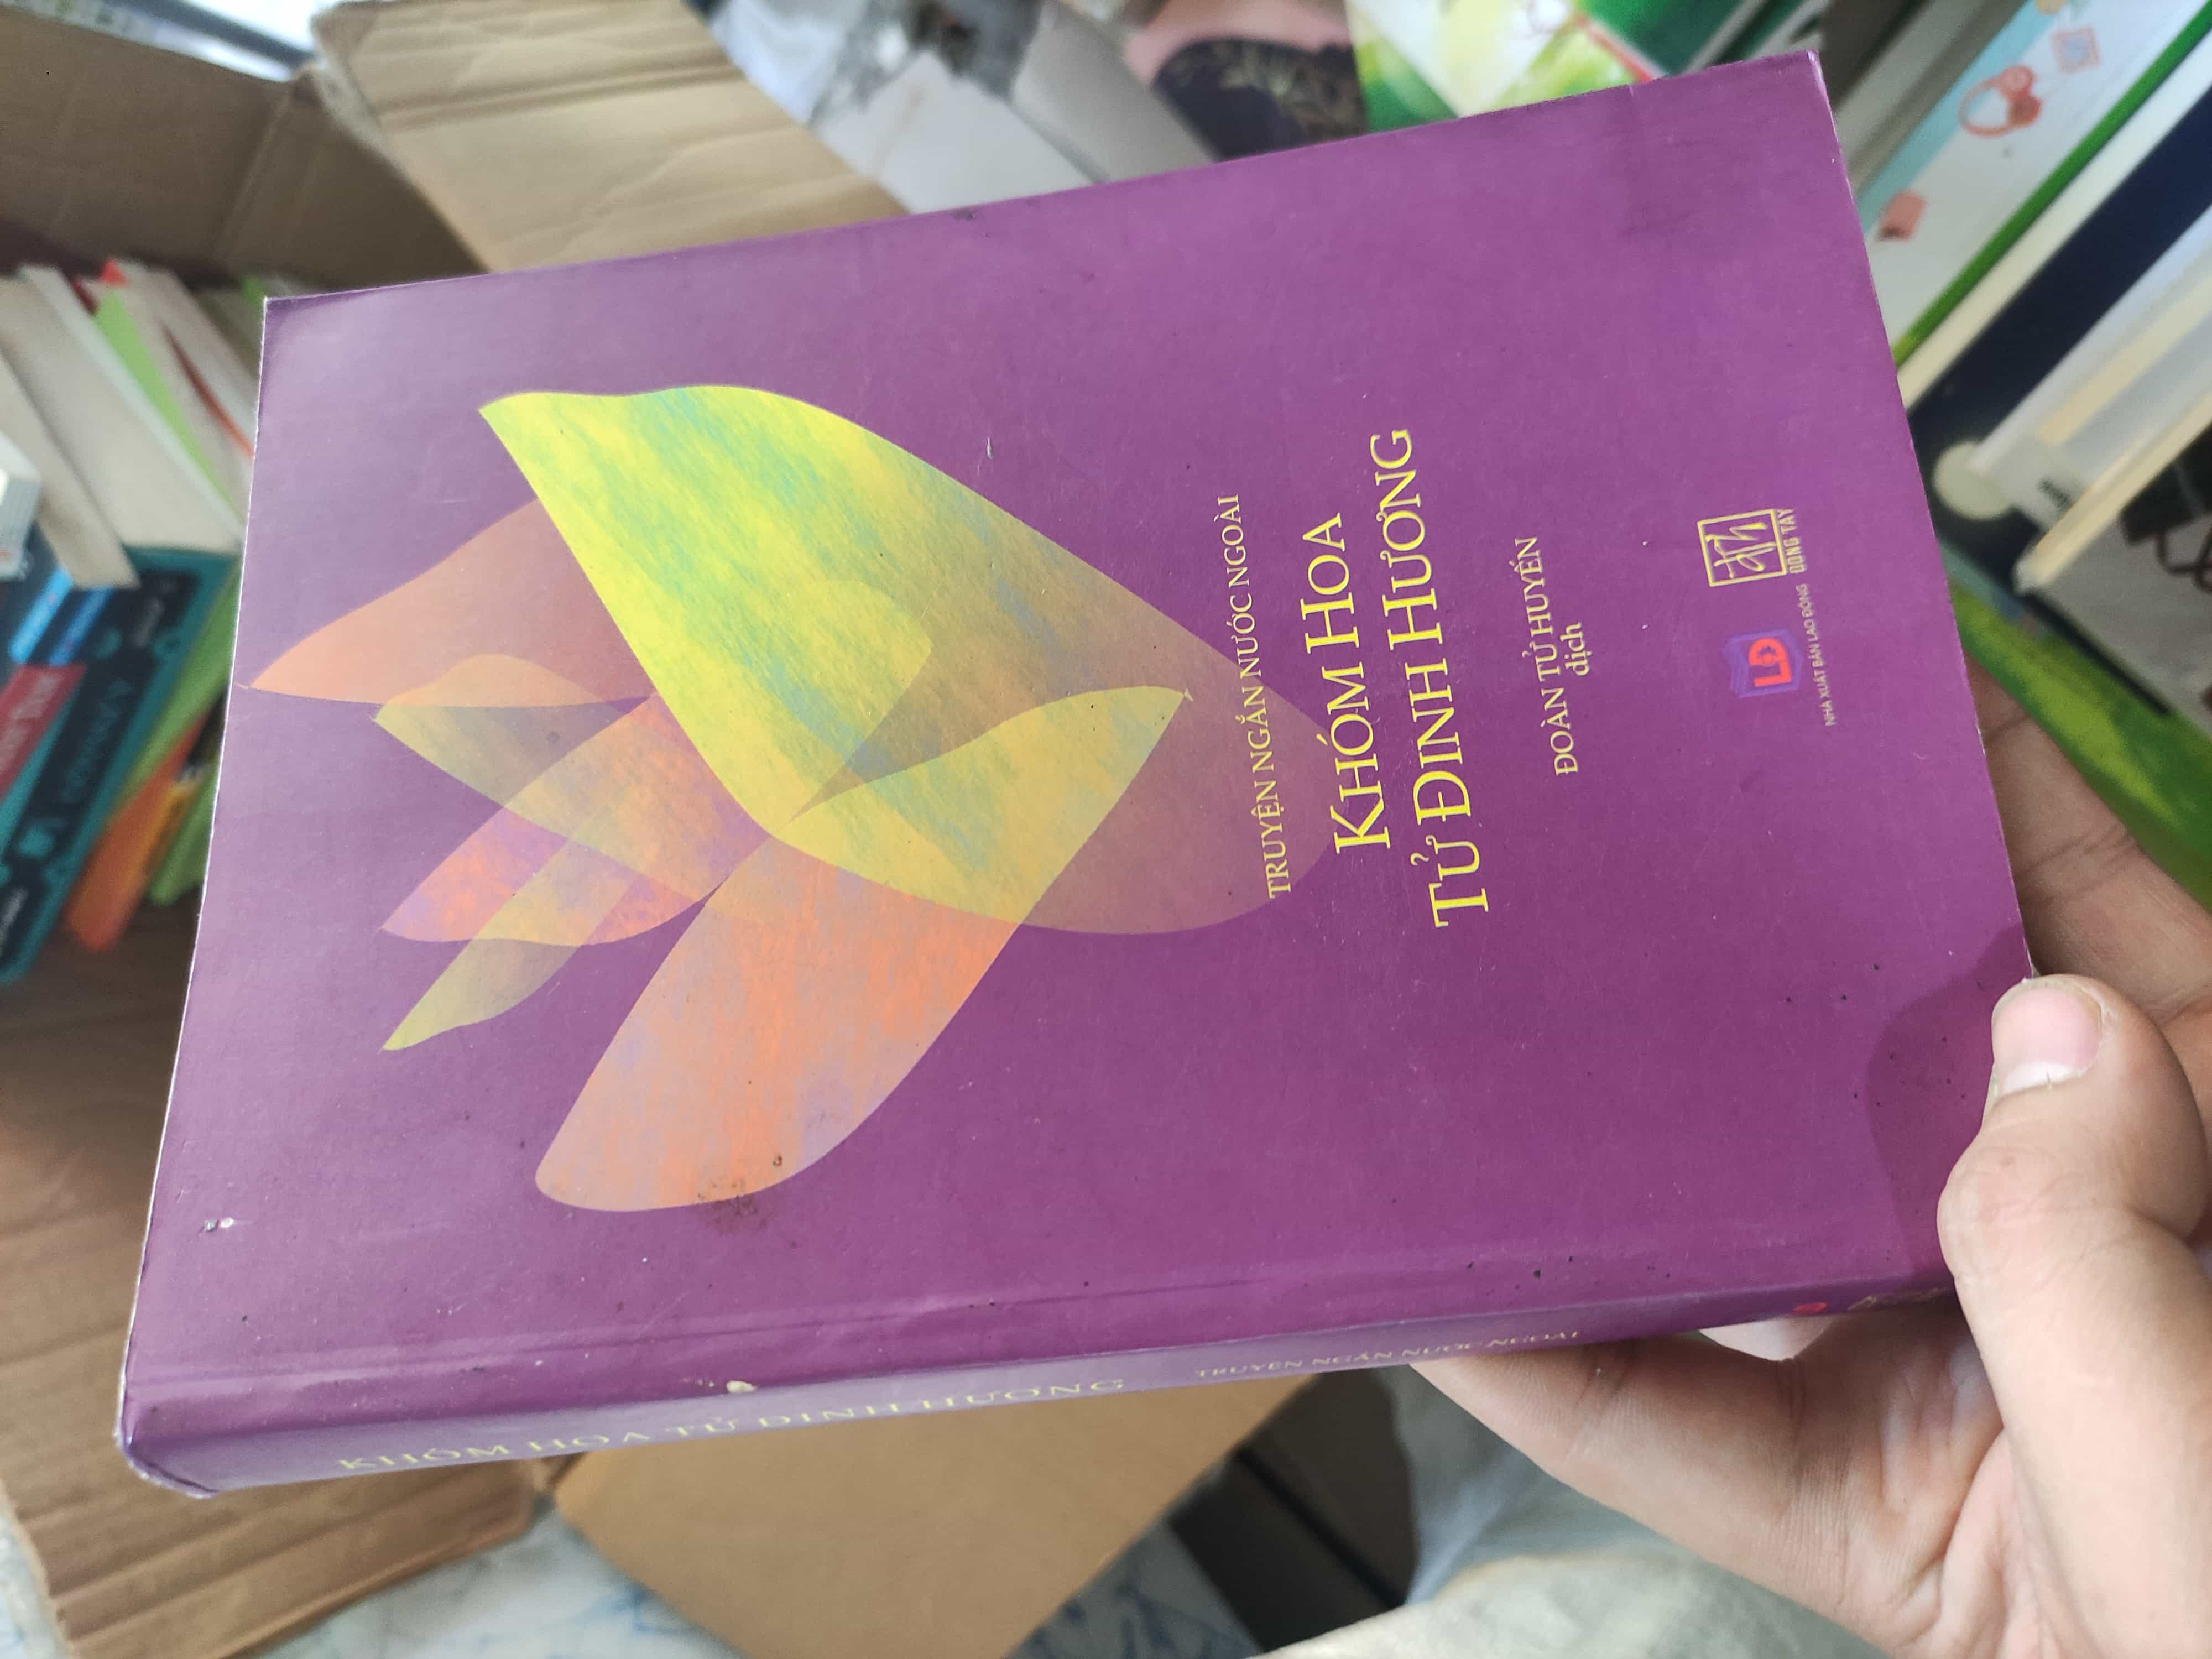 TRUYỆN NGẮN NƯỚC NGOÀI
KHÓM HOA
TỬ ĐINH HƯƠNG
ĐOÀN TỬ HUYẾN
dịch
LĐ
NHÀ XUẤT BẢN LAO ĐỘNG
ĐÔNG TÂY
KHÓM HOA TỬ ĐINH HƯƠNG
TRUYỆN NGẮN NƯỚC NGOÀI